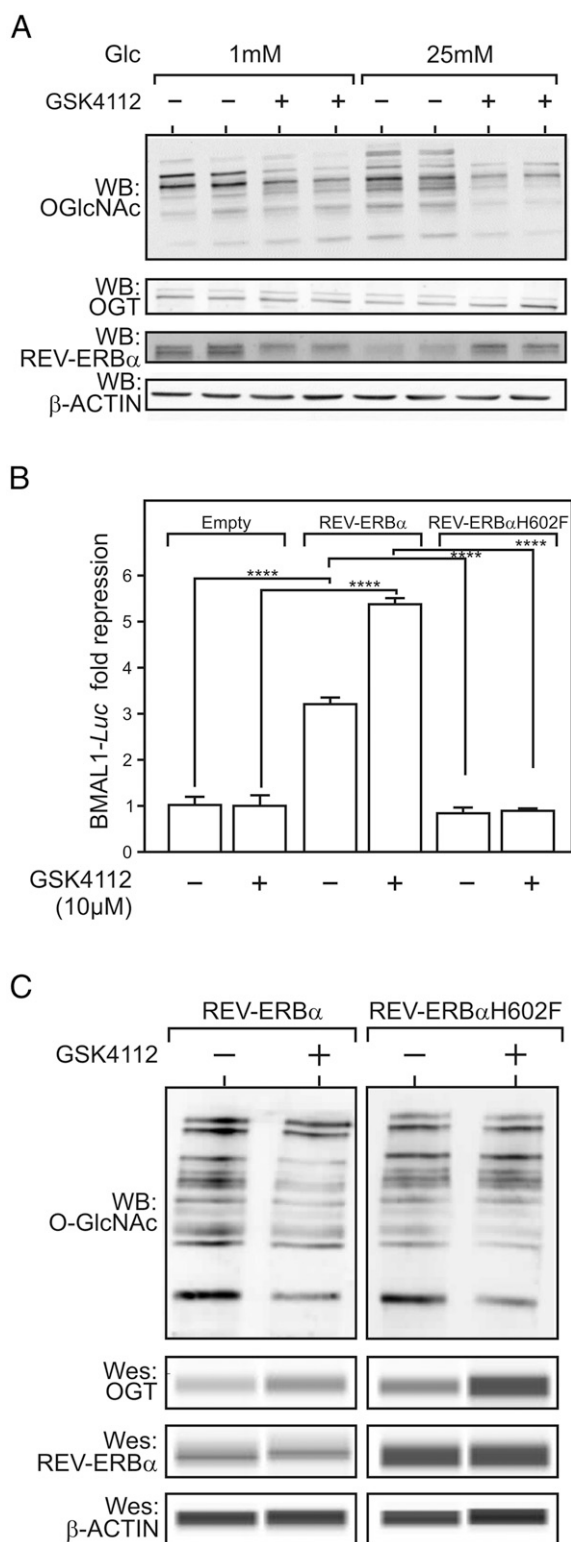 A
Glc 1mM 25mM
GSK4112 − − + + − − + +
WB:
OGlcNAc
WB:
OGT
WB:
REV-ERBα
WB:
β-ACTIN
B
Empty REV-ERBα REV-ERBαH602F
**** **** **** ****
BMAL1-Luc fold repression
6
5
4
3
2
1
0
GSK4112 − + − + − +
(10µM)
C
REV-ERBα REV-ERBαH602F
GSK4112 − + − +
WB:
O-GlcNAc
Wes:
OGT
Wes:
REV-ERBα
Wes:
β-ACTIN